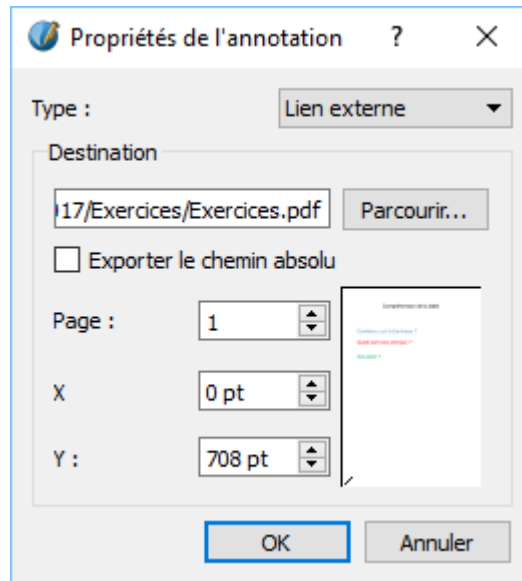 Propriétés de l'annotation ? ×
Type : Lien externe
Destination
17/Exercices/Exercices.pdf Parcourir...
Exporter le chemin absolu
Page : 1
X 0 pt
Y : 708 pt
OK Annuler